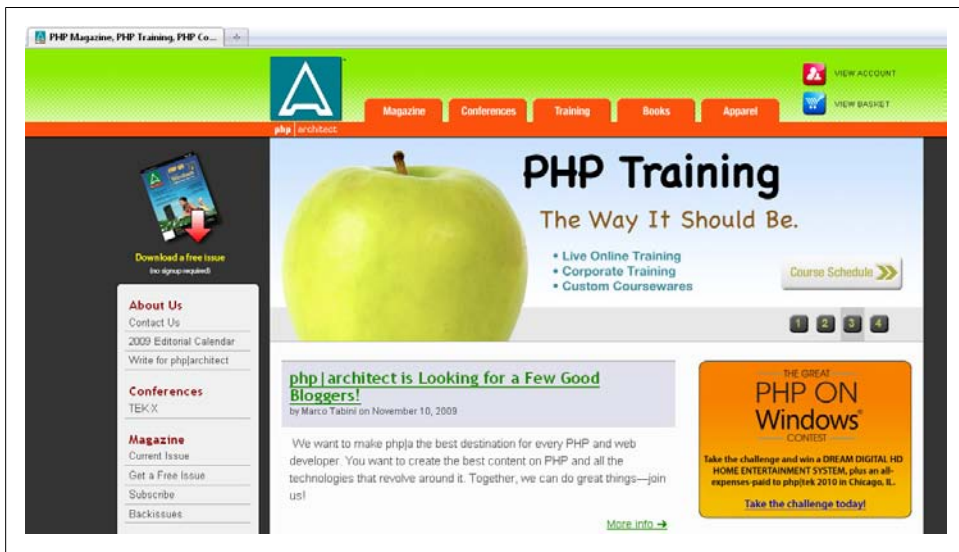 PHP Magazine, PHP Training, PHP Co...
VIEW ACCOUNT
VIEW BASKET
Magazine
Conferences
Training
Books
Apparel
php | architect
Download a free issue
(no signup required)
About Us
Contact Us
2009 Editorial Calendar
Write for php|architect
Conferences
TEK·X
Magazine
Current Issue
Get a Free Issue
Subscribe
Backissues
PHP Training
The Way It Should Be.
• Live Online Training
• Corporate Training
• Custom Coursewares
Course Schedule
1 2 3 4
php|architect is Looking for a Few Good
Bloggers!
by Marco Tabini on November 10, 2009
We want to make php|a the best destination for every PHP and web
developer. You want to create the best content on PHP and all the
technologies that revolve around it. Together, we can do great things—join
us!
More info →
THE GREAT
PHP ON
Windows®
CONTEST
Take the challenge and win a DREAM DIGITAL HD
HOME ENTERTAINMENT SYSTEM, plus an all-
expenses-paid to php|tek 2010 in Chicago, IL.
Take the challenge today!